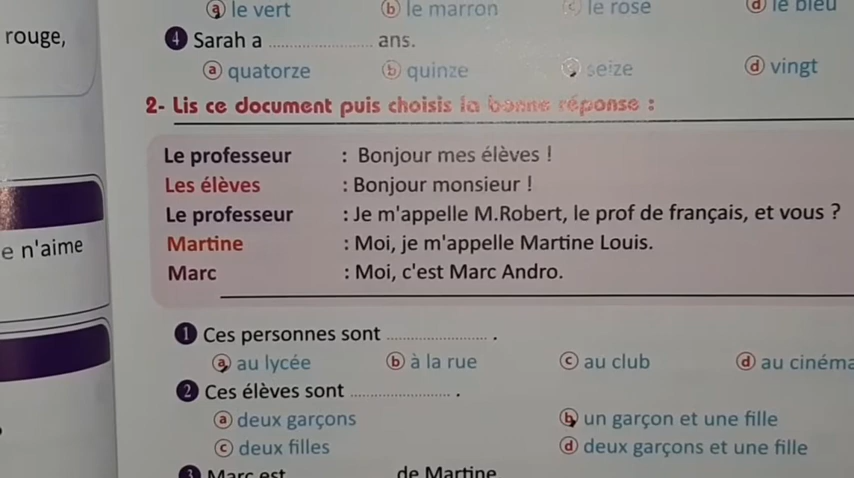 ⓐ le vert ⓑ le marron ⓒ le rose ⓓ le bleu
rouge,
4 Sarah a .................... ans.
ⓐ quatorze ⓑ quinze ⓒ seize ⓓ vingt
2- Lis ce document puis choisis la bonne réponse :
Le professeur : Bonjour mes élèves !
Les élèves : Bonjour monsieur !
Le professeur : Je m'appelle M.Robert, le prof de français, et vous ?
e n'aime
Martine : Moi, je m'appelle Martine Louis.
Marc : Moi, c'est Marc Andro.
1 Ces personnes sont .................... .
ⓐ au lycée ⓑ à la rue ⓒ au club ⓓ au cinéma
2 Ces élèves sont .................... .
ⓐ deux garçons ⓑ un garçon et une fille
ⓒ deux filles ⓓ deux garçons et une fille
3 Marc est de Martine